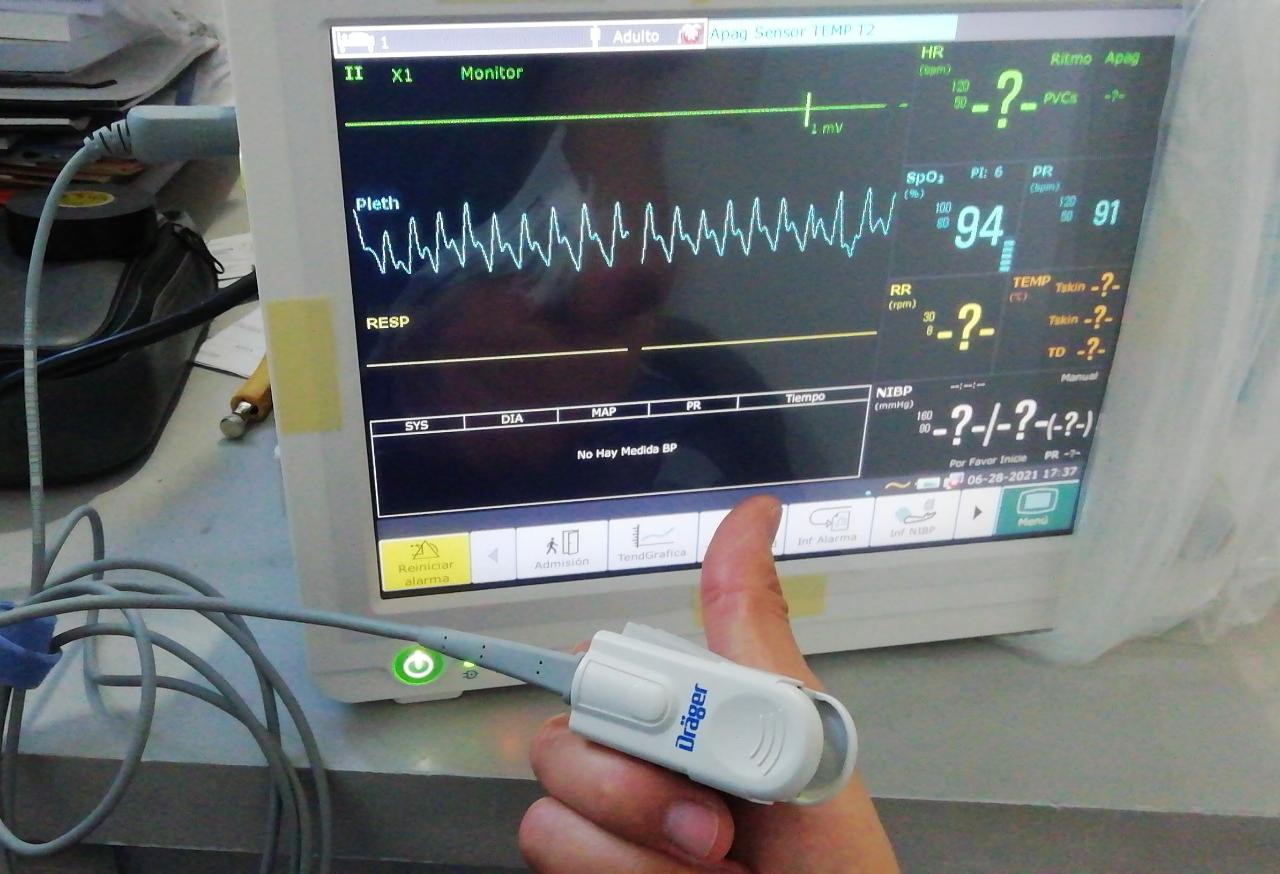 1 Adulto Apag Sensor TEMP T2
II X1 Monitor
1 mV
HR
(bpm)
120
50
-?-
Ritmo Apag
PVCs -?-
Pleth
SpO₂
(%)
PI: 6
100
94
PR
(bpm)
120
50
91
RESP
RR
(rpm)
30
8
-?-
TEMP
(°C)
Tskin -?-
Tskin -?-
TD -?-
SYS DIA MAP PR Tiempo
No Hay Medida BP
NIBP
(mmHg)
--:--:--
Manual
160
90
-?-/-?-(-?-)
Por Favor Inicie PR -?-
06-28-2021 17:37
Reiniciar
alarma
Admisión
TendGrafica
Inf Alarma
Inf NIBP
Menú
Dräger